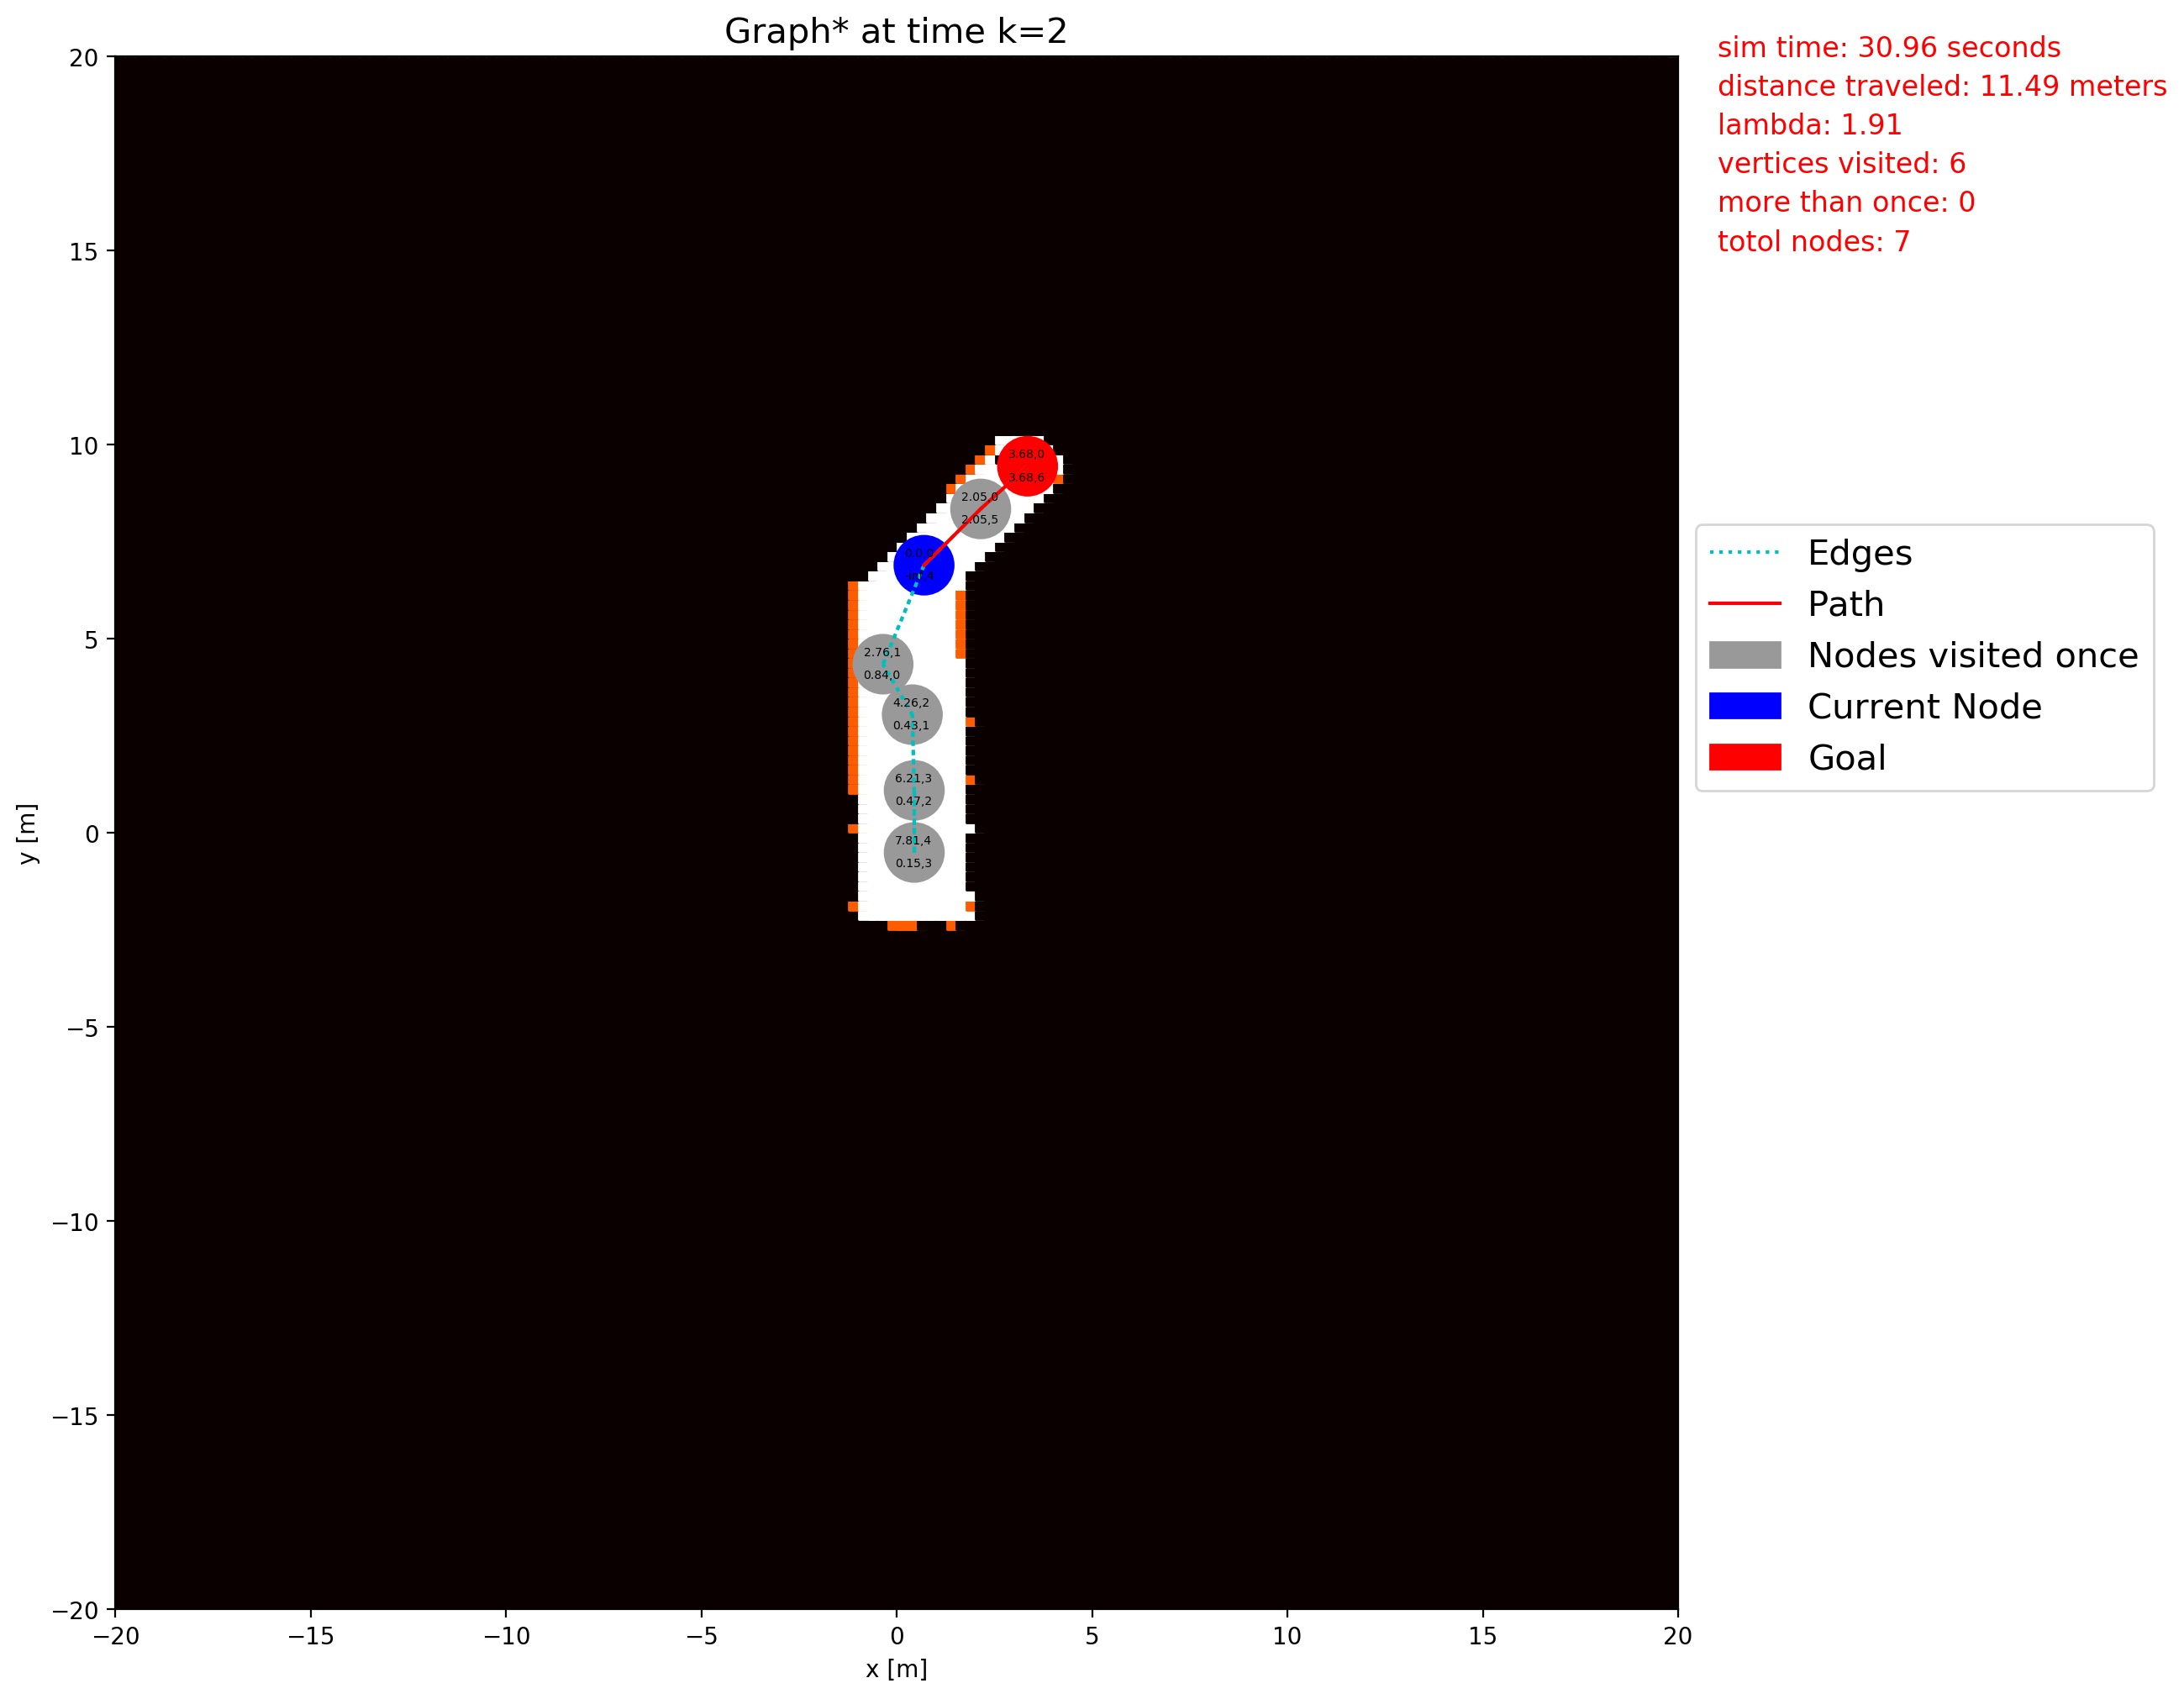 Graph* at time k=2
sim time: 30.96 seconds
distance traveled: 11.49 meters
lambda: 1.91
vertices visited: 6
more than once: 0
totol nodes: 7
20
15
10
5
0
−5
−10
−15
−20
y [m]
3.68,0
3.68,6
2.05,0
2.05,5
0.0,0
2.76,1
0.84,0
4.26,2
0.43,1
6.21,3
0.47,2
7.81,4
0.15,3
Edges
Path
Nodes visited once
Current Node
Goal
−20 −15 −10 −5 0 5 10 15 20
x [m]